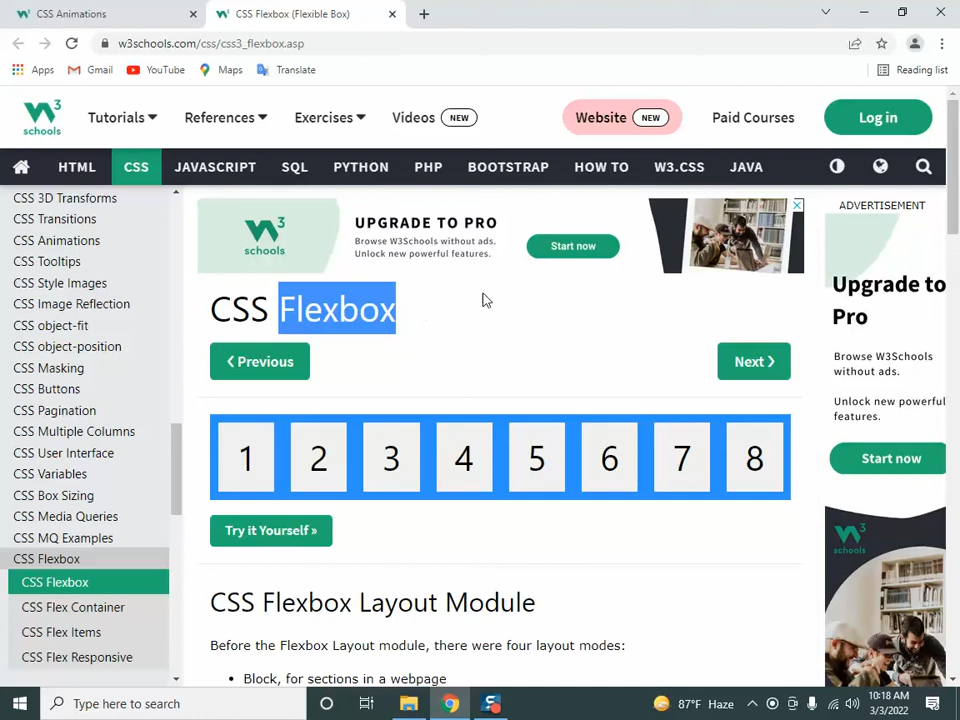 CSS Animations
CSS Flexbox (Flexible Box)
w3schools.com/css/css3_flexbox.asp
Apps
Gmail
YouTube
Maps
Translate
Reading list
W3
schools
Tutorials
References
Exercises
Videos
NEW
Website
NEW
Paid Courses
Log in
HTML
CSS
JAVASCRIPT
SQL
PYTHON
PHP
BOOTSTRAP
HOW TO
W3.CSS
JAVA
CSS 3D Transforms
CSS Transitions
CSS Animations
CSS Tooltips
CSS Style Images
CSS Image Reflection
CSS object-fit
CSS object-position
CSS Masking
CSS Buttons
CSS Pagination
CSS Multiple Columns
CSS User Interface
CSS Variables
CSS Box Sizing
CSS Media Queries
CSS MQ Examples
CSS Flexbox
CSS Flexbox
CSS Flex Container
CSS Flex Items
CSS Flex Responsive
W3
schools
UPGRADE TO PRO
Browse W3Schools without ads.
Unlock new powerful features.
Start now
CSS Flexbox
❮ Previous
Next ❯
1 2 3 4 5 6 7 8
Try it Yourself »
CSS Flexbox Layout Module
Before the Flexbox Layout module, there were four layout modes:
• Block, for sections in a webpage
ADVERTISEMENT
Upgrade to
Pro
Browse W3Schools
without ads.
Unlock new powerful
features.
Start now
W3
schools
Type here to search
87°F Haze
10:18 AM
3/3/2022